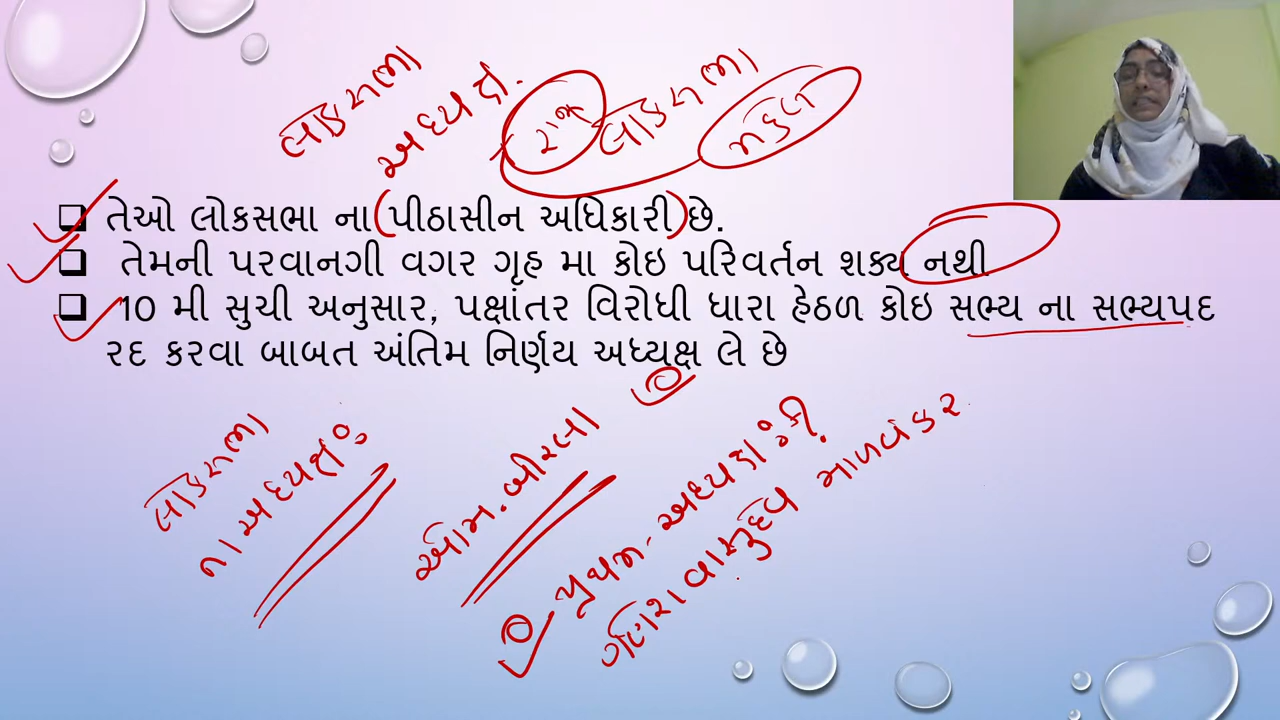 લોકસભા
અધ્યક્ષ.
રાજ્ય
લોકસભા
તેઓ લોકસભા ના(પીઠાસીન અધિકારી)છે.
તેમની પરવાનગી વગર ગૃહ મા કોઇ પરિવર્તન શક્ય નથી
10 મી સુચી અનુસાર, પક્ષાંતર વિરોધી ધારા હેઠળ કોઇ સભ્ય ના સભ્યપદ
રદ કરવા બાબત અંતિમ નિર્ણય અધ્યક્ષ લે છે
લોકસભા
ના અધ્યક્ષઃ
ઓમ.બીરલા
પ્રથમ-અધ્યક્ષ
ગણેશ વાસુદેવ માળવંકર